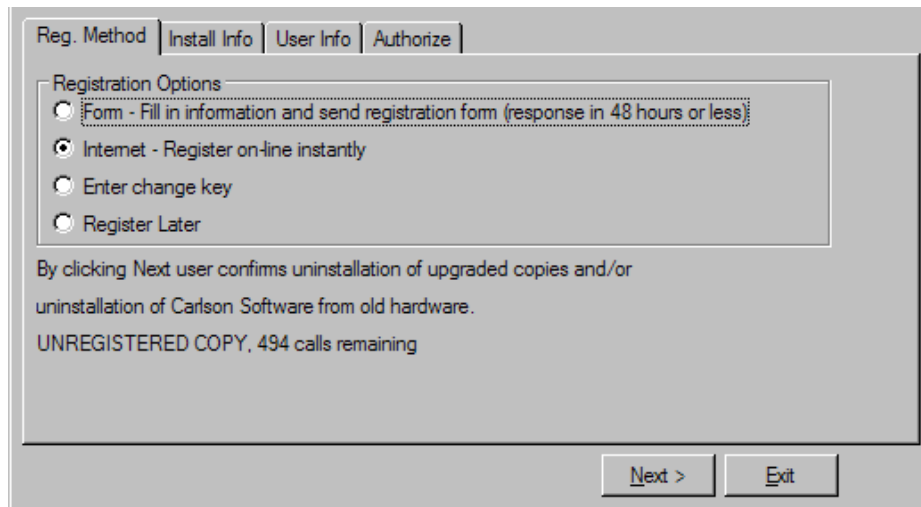 Reg. Method Install Info User Info Authorize
Registration Options
Form - Fill in information and send registration form (response in 48 hours or less)
Internet - Register on-line instantly
Enter change key
Register Later
By clicking Next user confirms uninstallation of upgraded copies and/or
uninstallation of Carlson Software from old hardware.
UNREGISTERED COPY, 494 calls remaining
Next > Exit